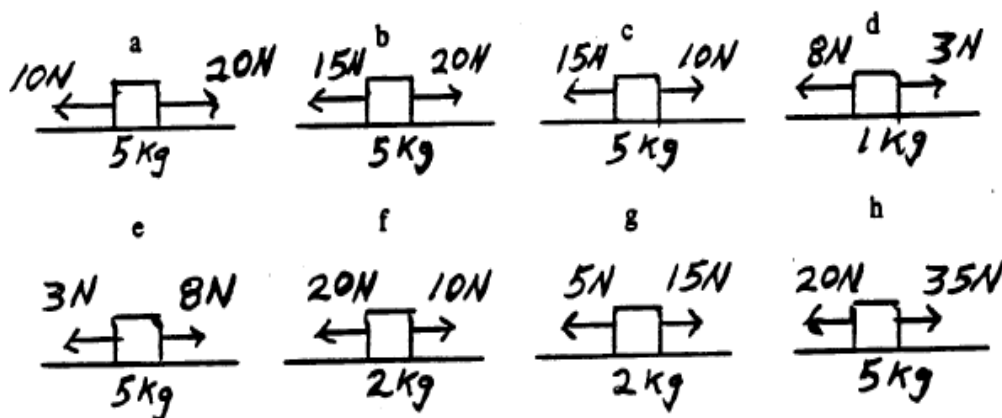 a b c d
10N 20N 15N 20N 15N 10N 8N 3N
5kg 5kg 5kg 1kg
e f g h
3N 8N 20N 10N 5N 15N 20N 35N
5kg 2kg 2kg 5kg